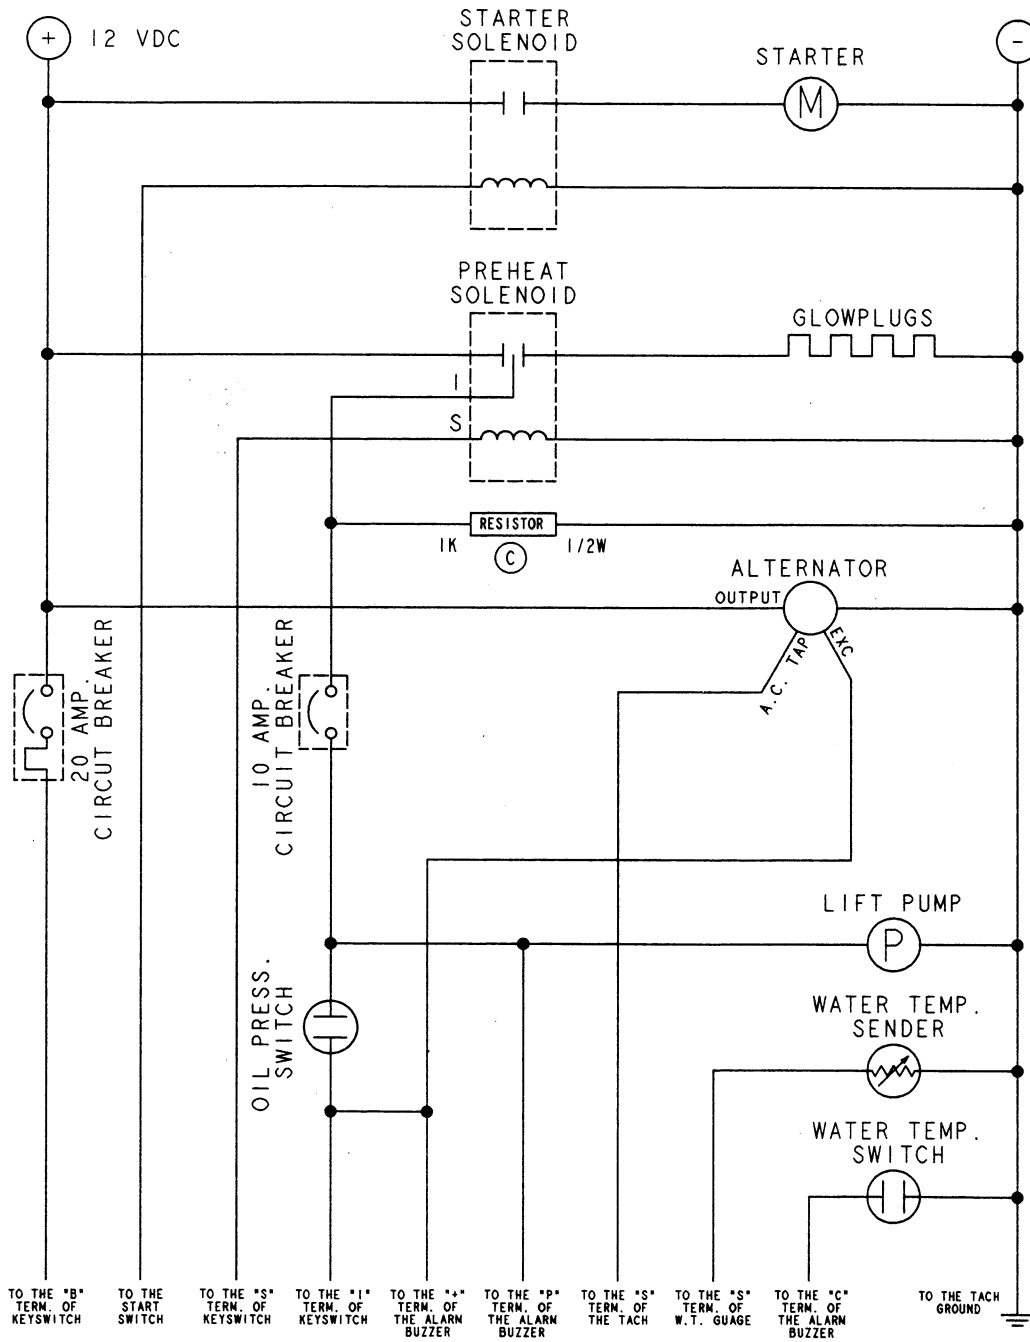 + 12 VDC
STARTER
SOLENOID
-
STARTER
M
PREHEAT
SOLENOID
GLOWPLUGS
I
S
RESISTOR
1K
C
1/2W
ALTERNATOR
OUTPUT
A.C. TAP
EXC
20 AMP.
CIRCUT BREAKER
10 AMP.
CIRCUIT BREAKER
LIFT PUMP
P
OIL PRESS.
SWITCH
WATER TEMP.
SENDER
WATER TEMP.
SWITCH
TO THE "B"
TERM. OF
KEYSWITCH
TO THE
START
SWITCH
TO THE "S"
TERM. OF
KEYSWITCH
TO THE "I"
TERM. OF
KEYSWITCH
TO THE "+"
TERM. OF
THE ALARM
BUZZER
TO THE "P"
TERM. OF
THE ALARM
BUZZER
TO THE "S"
TERM. OF
THE TACH
TO THE "S"
TERM. OF
W.T. GUAGE
TO THE "C"
TERM. OF
THE ALARM
BUZZER
TO THE TACH
GROUND